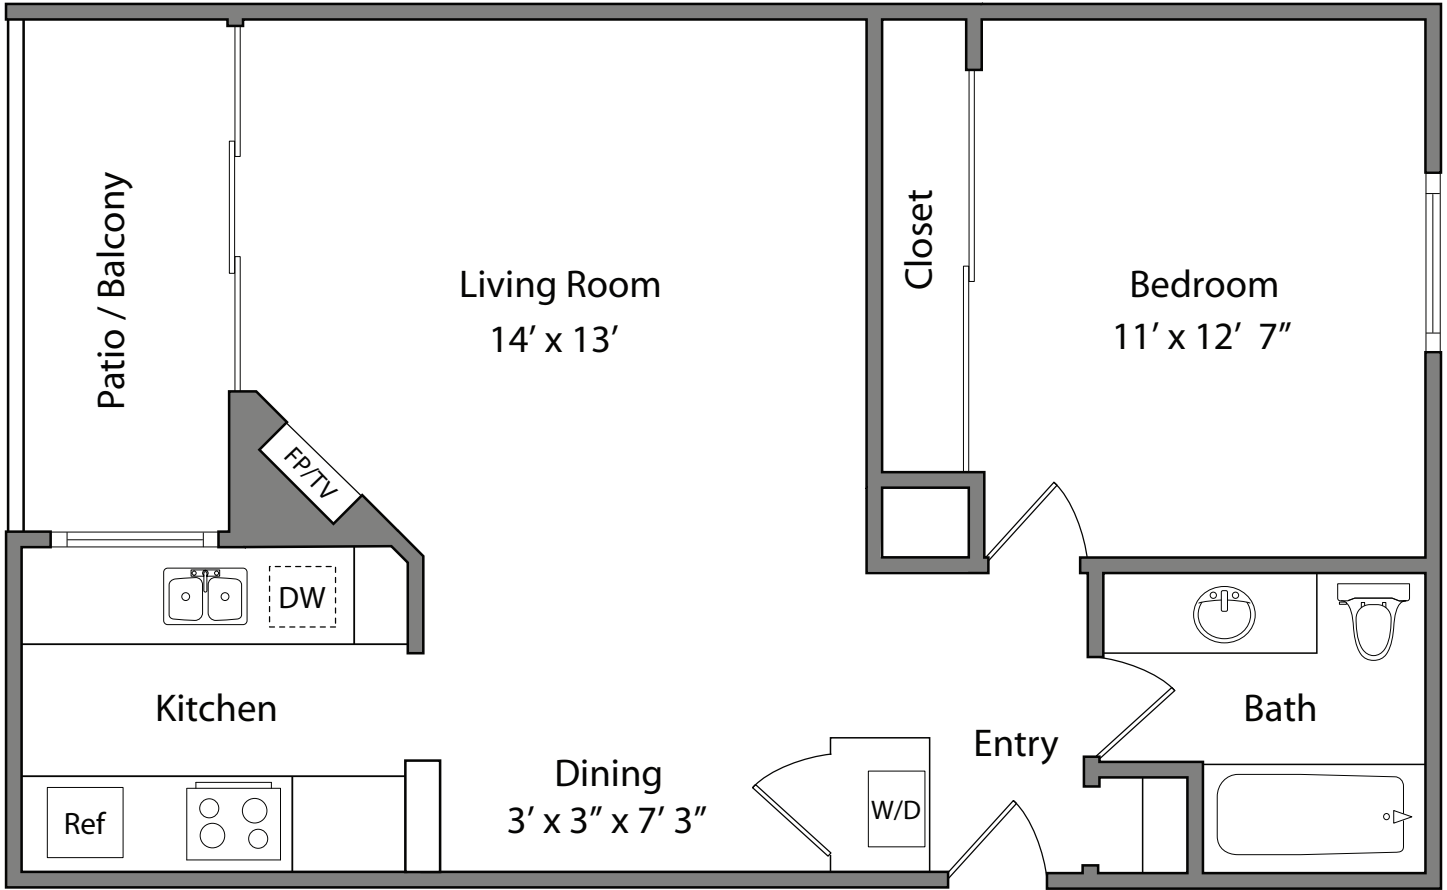 Patio / Balcony
Living Room
14’ x 13’
Closet
Bedroom
11’ x 12’ 7”
FP/TV
DW
Kitchen
Bath
Entry
Dining
3’ x 3” x 7’ 3”
W/D
Ref